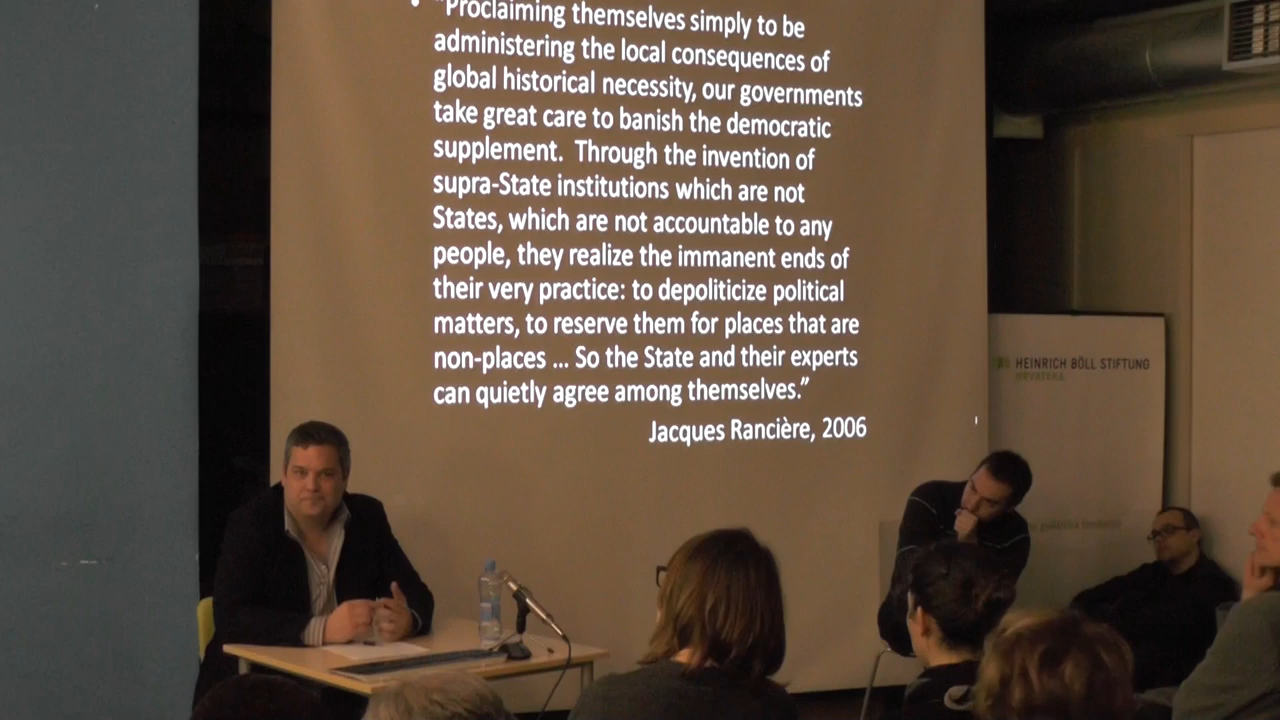 • "Proclaiming themselves simply to be
administering the local consequences of
global historical necessity, our governments
take great care to banish the democratic
supplement. Through the invention of
supra-State institutions which are not
States, which are not accountable to any
people, they realize the immanent ends of
their very practice: to depoliticize political
matters, to reserve them for places that are
non-places ... So the State and their experts
can quietly agree among themselves."
Jacques Rancière, 2006
HEINRICH BÖLL STIFTUNG
HRVATSKA